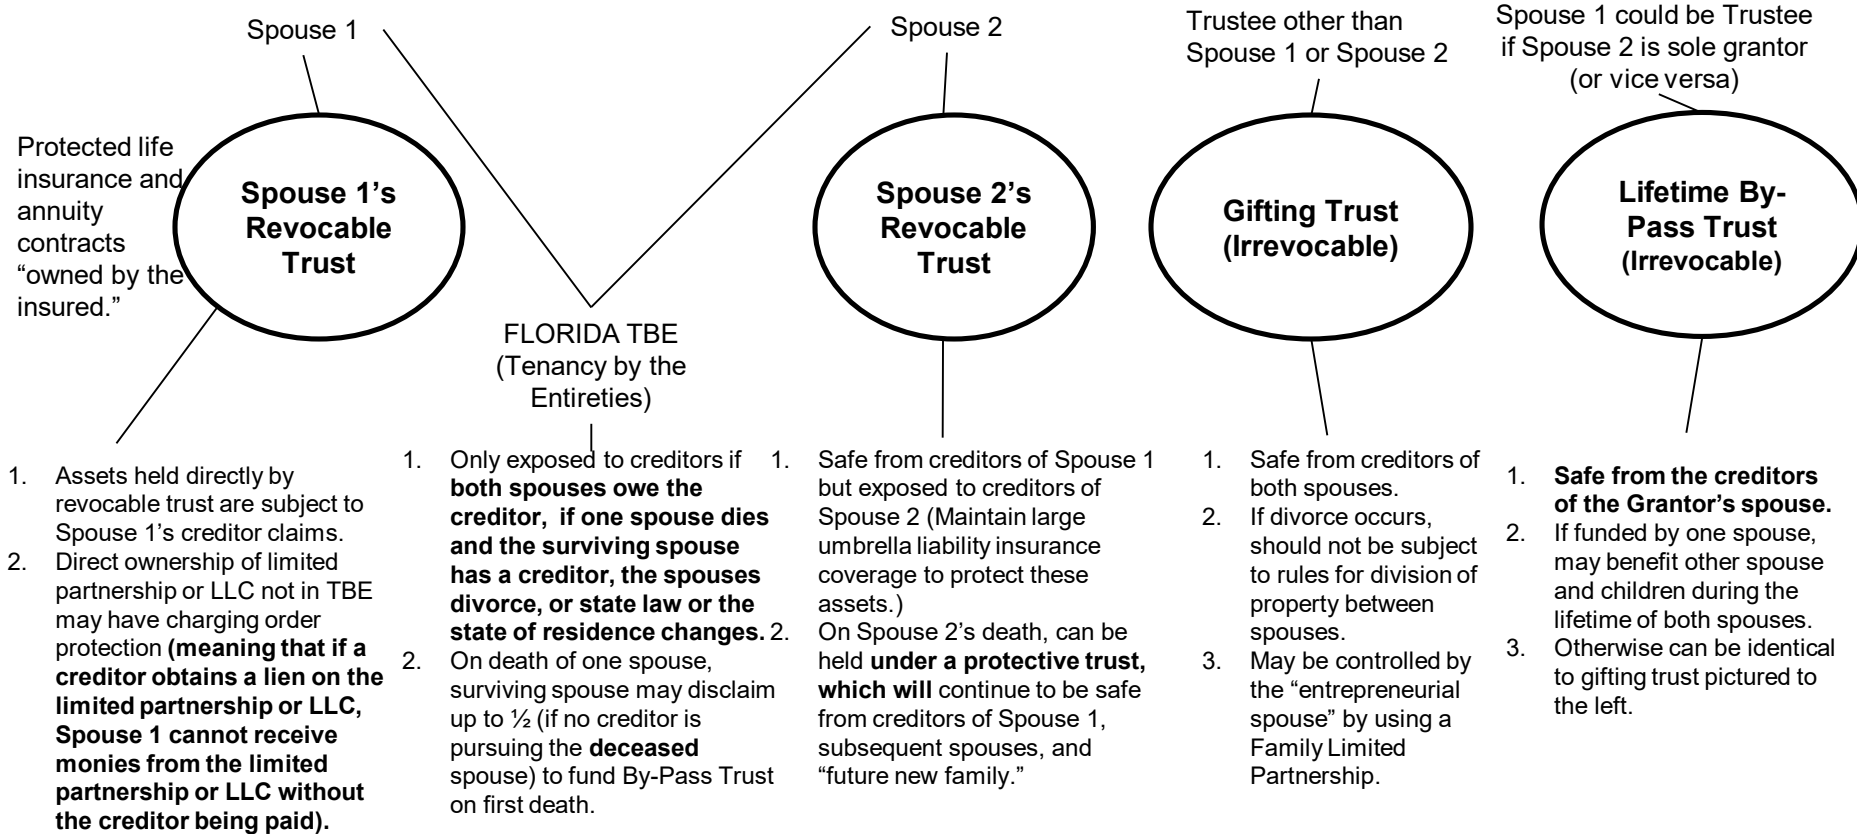 Spouse 1
Spouse 2
Trustee other than
Spouse 1 or Spouse 2
Spouse 1 could be Trustee
if Spouse 2 is sole grantor
(or vice versa)
Protected life
insurance and
annuity
contracts
“owned by the
insured.”
Spouse 1’s
Revocable
Trust
Spouse 2’s
Revocable
Trust
Gifting Trust
(Irrevocable)
Lifetime By-
Pass Trust
(Irrevocable)
FLORIDA TBE
(Tenancy by the
Entireties)
1. Assets held directly by
revocable trust are subject to
Spouse 1’s creditor claims.
2. Direct ownership of limited
partnership or LLC not in TBE
may have charging order
protection (meaning that if a
creditor obtains a lien on the
limited partnership or LLC,
Spouse 1 cannot receive
monies from the limited
partnership or LLC without
the creditor being paid).
1. Only exposed to creditors if
both spouses owe the
creditor, if one spouse dies
and the surviving spouse
has a creditor, the spouses
divorce, or state law or the
state of residence changes.
2. On death of one spouse,
surviving spouse may disclaim
up to ½ (if no creditor is
pursuing the deceased
spouse) to fund By-Pass Trust
on first death.
1. Safe from creditors of Spouse 1
but exposed to creditors of
Spouse 2 (Maintain large
umbrella liability insurance
coverage to protect these
assets.)
2. On Spouse 2’s death, can be
held under a protective trust,
which will continue to be safe
from creditors of Spouse 1,
subsequent spouses, and
“future new family.”
1. Safe from creditors of
both spouses.
2. If divorce occurs,
should not be subject
to rules for division of
property between
spouses.
3. May be controlled by
the “entrepreneurial
spouse” by using a
Family Limited
Partnership.
1. Safe from the creditors
of the Grantor’s spouse.
2. If funded by one spouse,
may benefit other spouse
and children during the
lifetime of both spouses.
3. Otherwise can be identical
to gifting trust pictured to
the left.